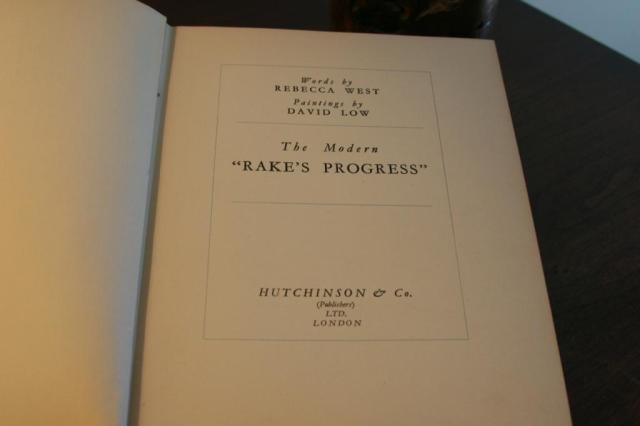 Words by
REBECCA WEST
Paintings by
DAVID LOW
The Modern
“RAKE’S PROGRESS”
HUTCHINSON & Co.
(Publishers)
LTD.
LONDON